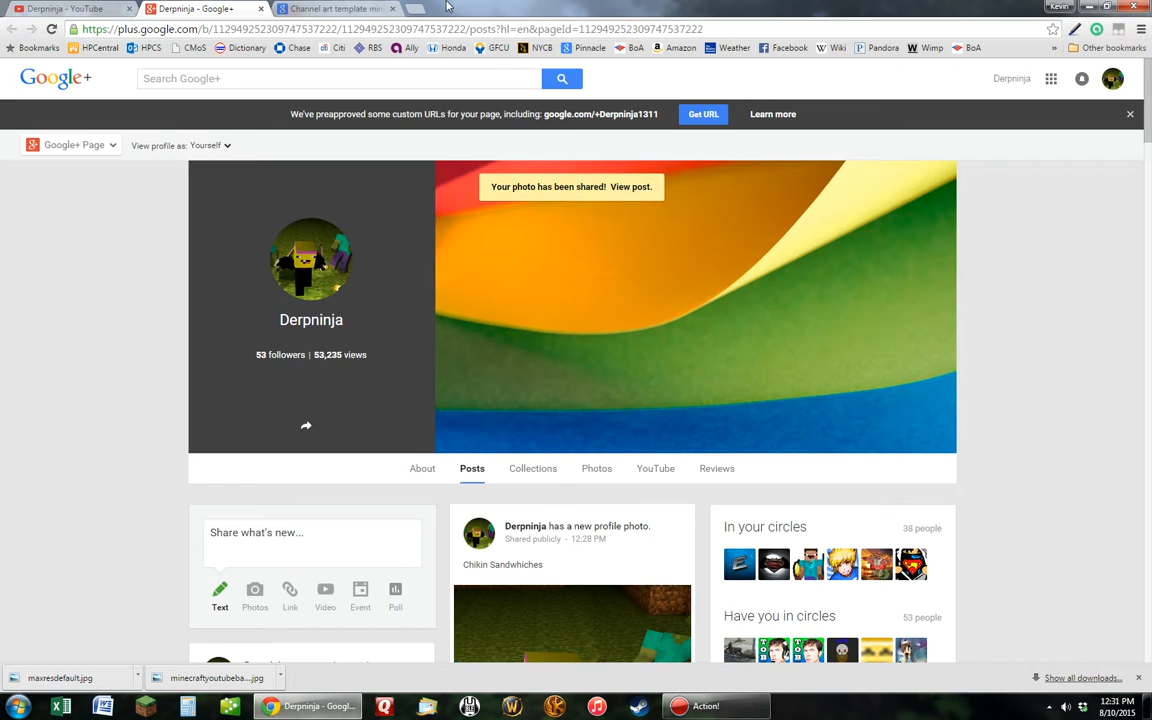 Derpninja - YouTube
Derpninja - Google+
Channel art template min
Kevin
https://plus.google.com/b/112949252309747537222/112949252309747537222/posts?hl=en&pageId=112949252309747537222
Bookmarks HPCentral HPCS CMoS Dictionary Chase Citi RBS Ally Honda GFCU NYCB Pinnacle BoA Amazon Weather Facebook Wiki Pandora Wimp BoA Other bookmarks
Google+
Search Google+
Derpninja
We've preapproved some custom URLs for your page, including: google.com/+Derpninja1311 Get URL Learn more
Google+ Page View profile as: Yourself
Your photo has been shared! View post.
Derpninja
53 followers | 53,235 views
About Posts Collections Photos YouTube Reviews
Share what's new...
Text Photos Link Video Event Poll
Derpninja has a new profile photo.
Shared publicly - 12:28 PM
Chikin Sandwhiches
In your circles 38 people
Have you in circles 53 people
maxresdefault.jpg
minecraftyoutubeba....jpg
Show all downloads...
Derpninja - Googl...
Action!
12:31 PM
8/10/2015